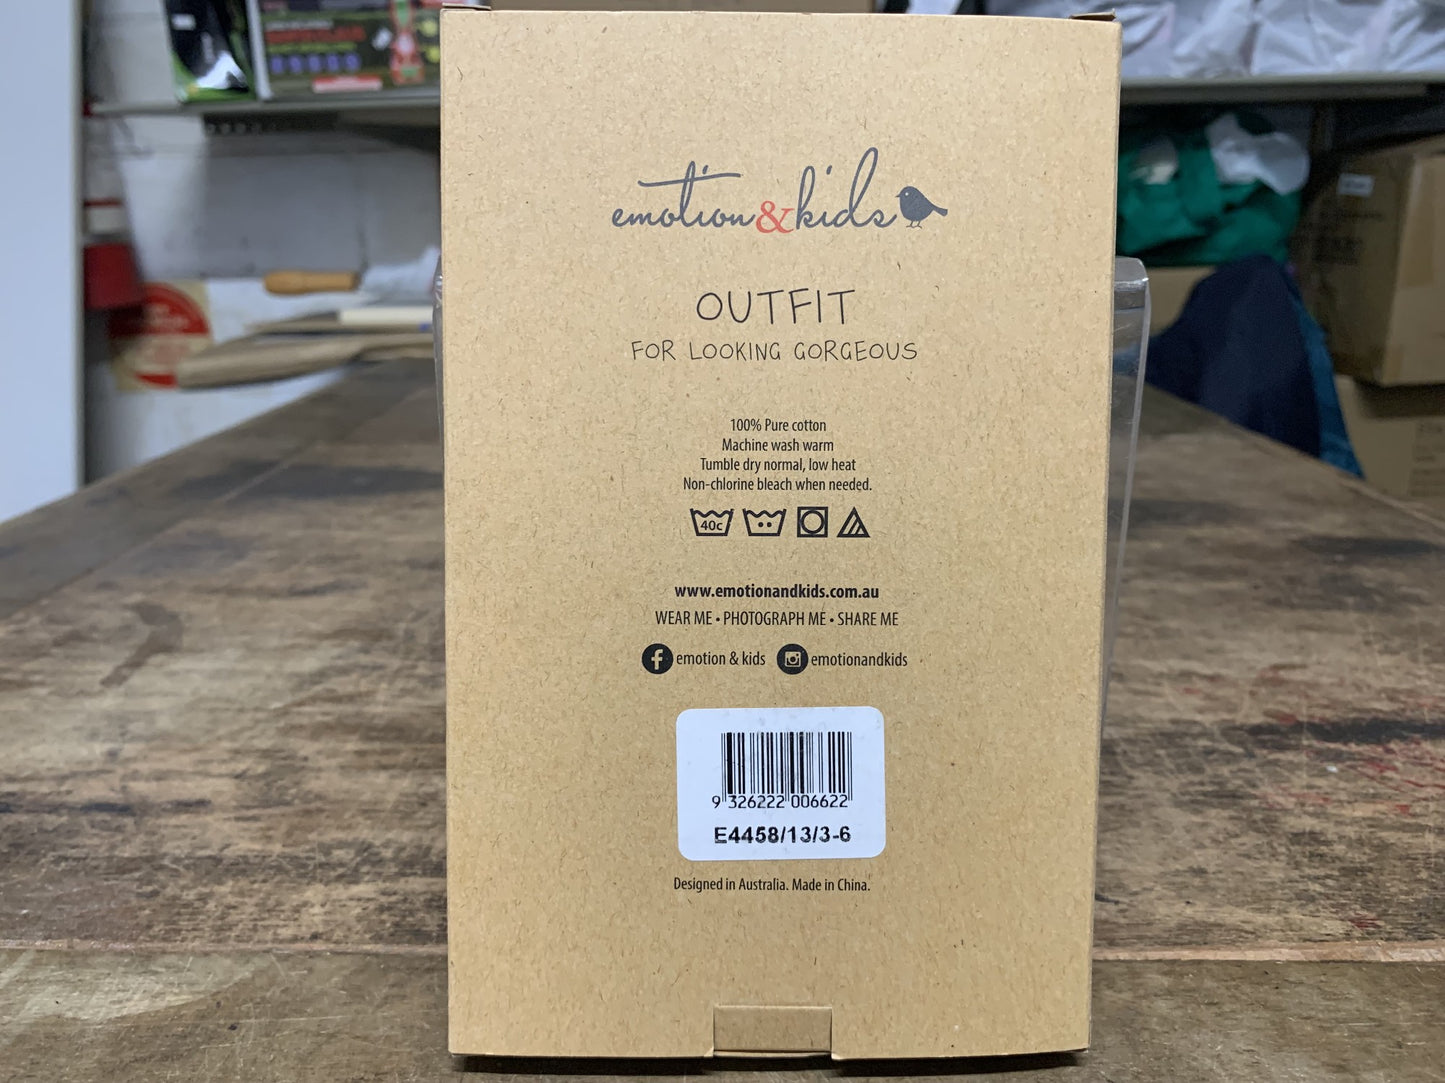 emotion&kids
OUTFIT
FOR LOOKING GORGEOUS
100% Pure cotton
Machine wash warm
Tumble dry normal, low heat
Non-chlorine bleach when needed.
40c
www.emotionandkids.com.au
WEAR ME • PHOTOGRAPH ME • SHARE ME
emotion & kids emotionandkids
9 326222 006622
E4458/13/3-6
Designed in Australia. Made in China.